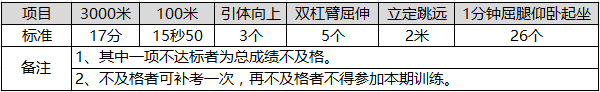 项目 3000米 100米 引体向上 双杠臂屈伸 立定跳远 1分钟屈腿仰卧起坐
标准 17分 15秒50 3个 5个 2米 26个
备注 1、其中一项不达标者为总成绩不及格。
2、不及格者可补考一次，再不及格者不得参加本期训练。